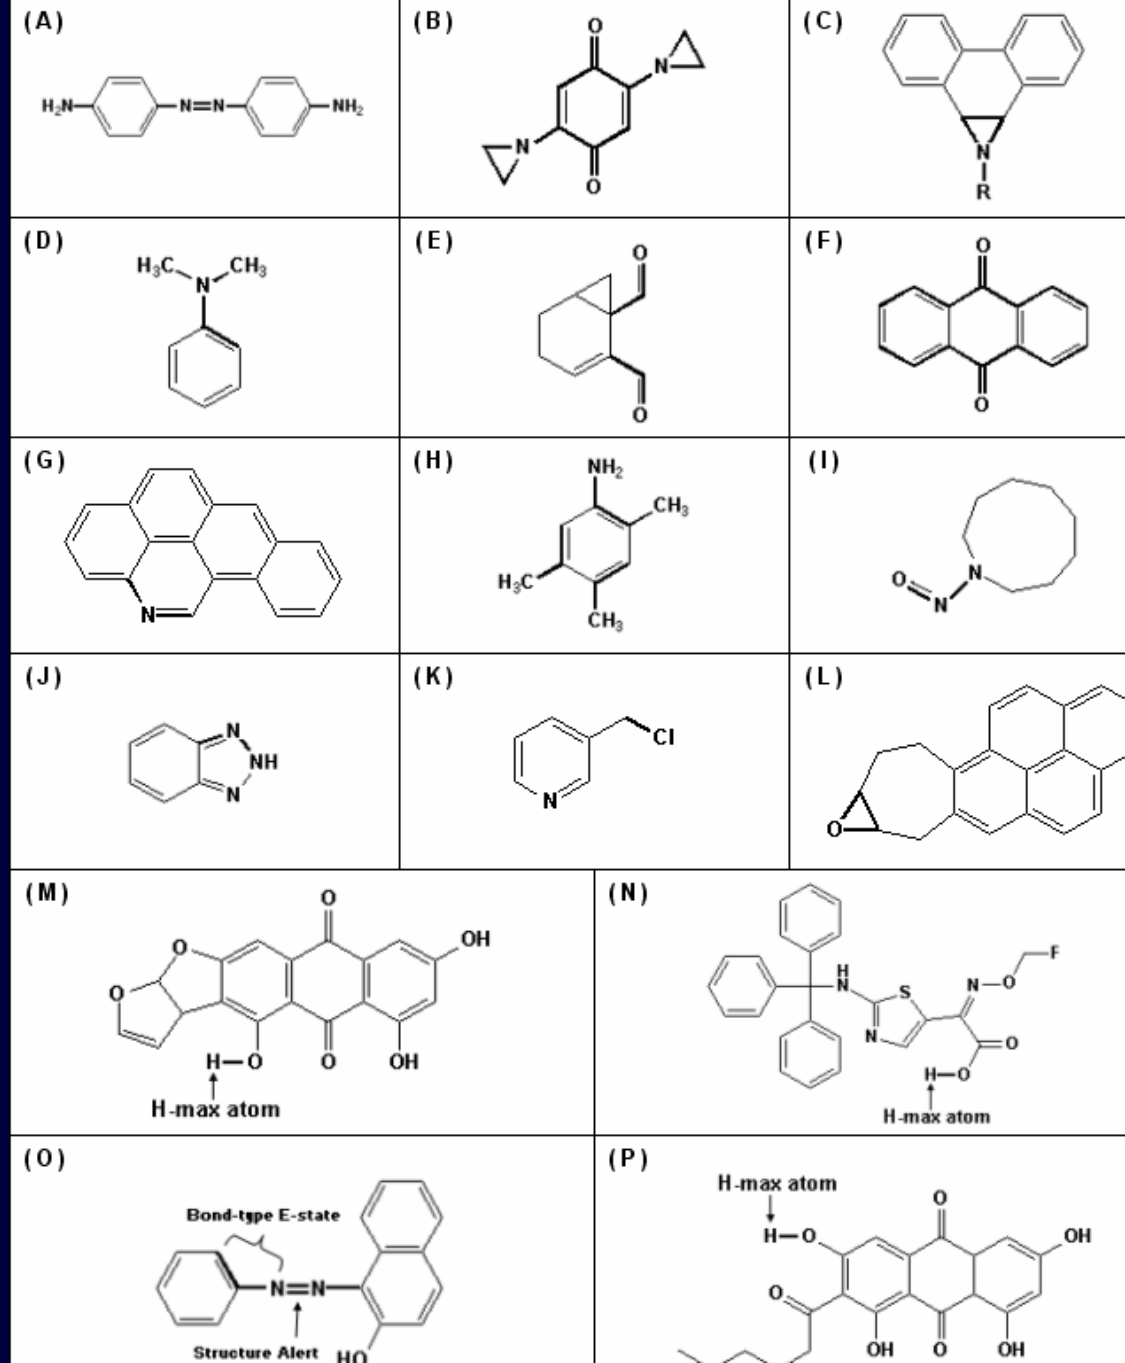 (A)
H₂N N=N NH₂
(B)
O
N
N
O
(C)
N
R
(D)
H₃C CH₃
N
(E)
O
O
(F)
O
O
(G)
N
(H)
NH₂
CH₃
H₃C
CH₃
(I)
O
N
N
(J)
N
NH
N
(K)
Cl
N
(L)
O
(M)
O
O
OH
O
H-O O OH
H-max atom
(N)
H
N
S
N
N
O
F
O
H-O
H-max atom
(O)
Bond-type E-state
N=N
Structure Alert
HO
(P)
H-max atom
H-O
O
OH
O
OH O OH